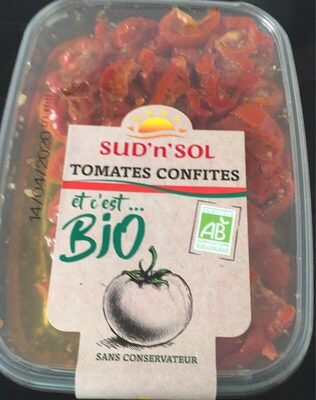 SUD'n'SOL
TOMATES CONFITES
et c'est...
BiO
AB
SANS CONSERVATEUR
14/04/2020